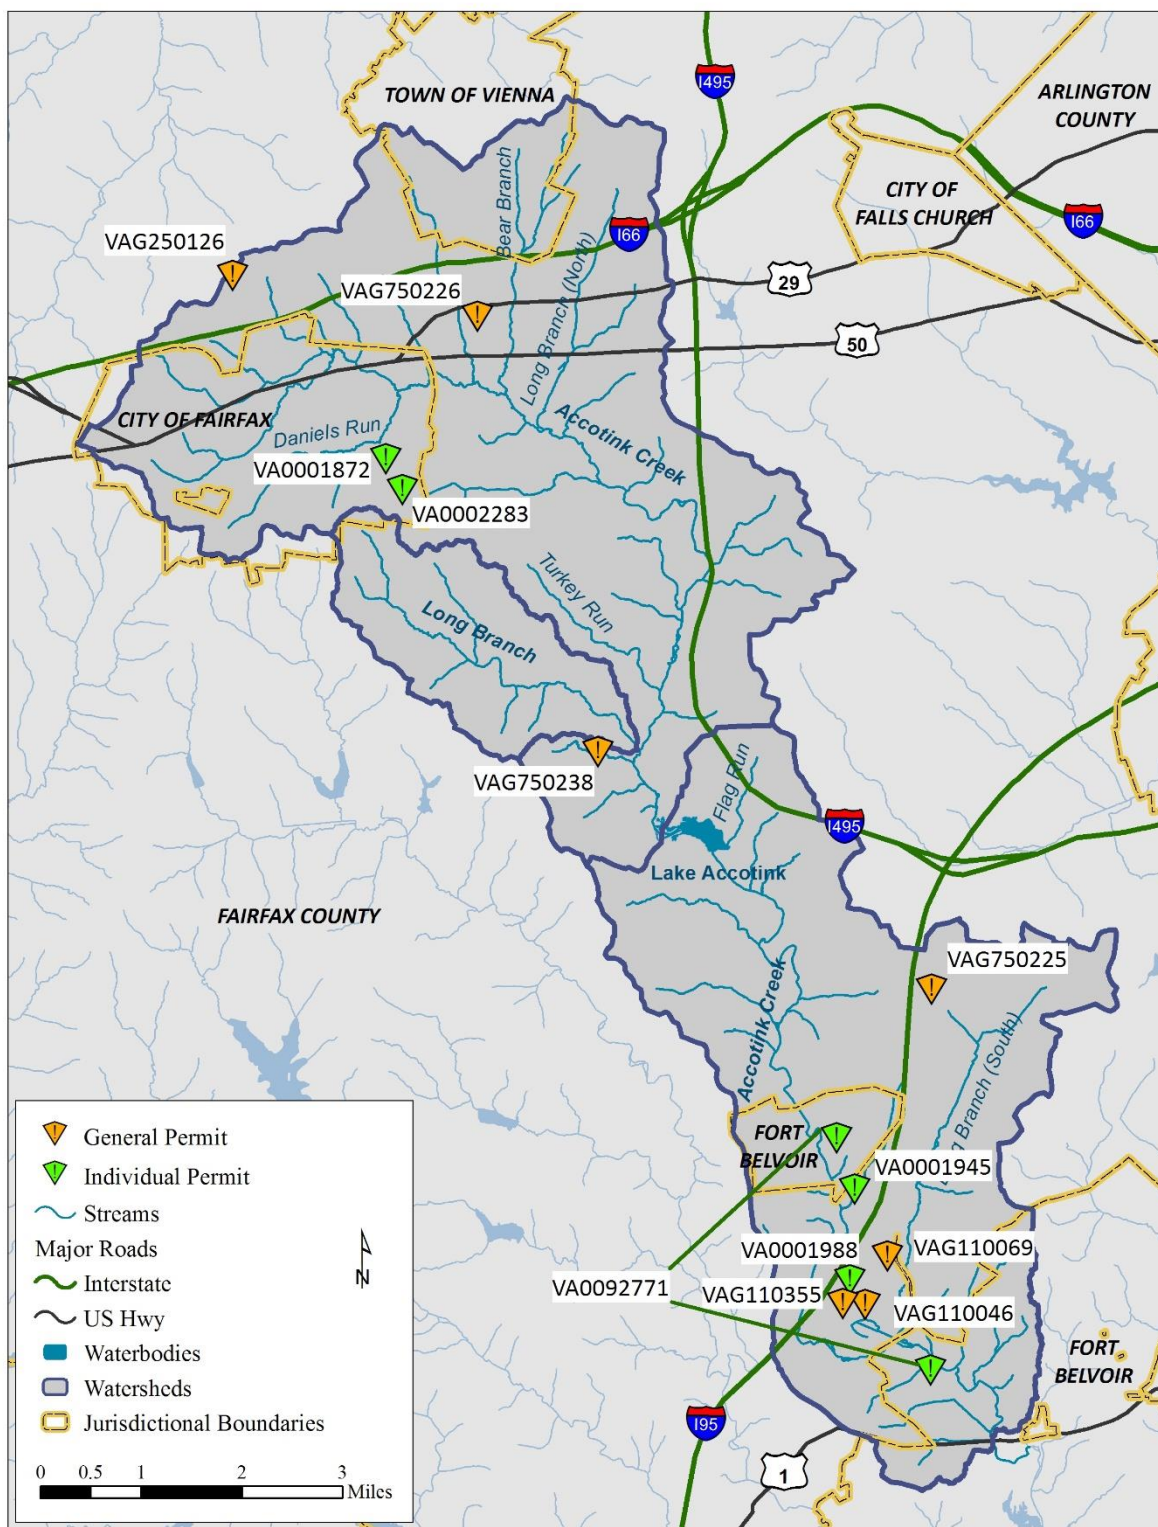 I495
TOWN OF VIENNA
ARLINGTON
COUNTY
Bear Branch
CITY OF
FALLS CHURCH
I66
I66
VAG250126
Long Branch (North)
29
VAG750226
50
CITY OF FAIRFAX
Daniels Run
Accotink Creek
VA0001872
VA0002283
Turkey Run
Long Branch
VAG750238
Flag Run
I495
Lake Accotink
FAIRFAX COUNTY
VAG750225
Accotink Creek
Branch (South)
FORT
BELVOIR
VA0001945
VA0001988
VAG110069
VA0092771
VAG110355
VAG110046
FORT
BELVOIR
I95
1
General Permit
Individual Permit
Streams
Major Roads
Interstate
US Hwy
Waterbodies
Watersheds
Jurisdictional Boundaries
N
0 0.5 1 2 3
Miles